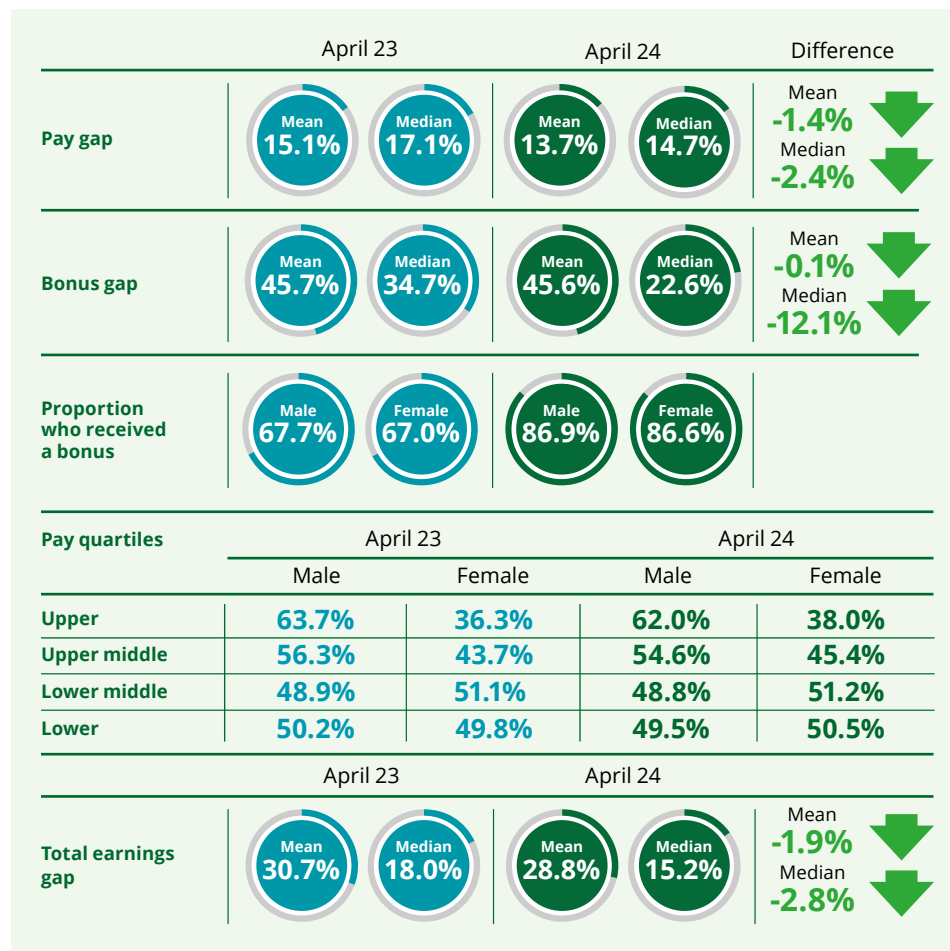 April 23 April 24 Difference
Pay gap
Mean
15.1%
Median
17.1%
Mean
13.7%
Median
14.7%
Mean
-1.4%
Median
-2.4%
Bonus gap
Mean
45.7%
Median
34.7%
Mean
45.6%
Median
22.6%
Mean
-0.1%
Median
-12.1%
Proportion
who received
a bonus
Male
67.7%
Female
67.0%
Male
86.9%
Female
86.6%
Pay quartiles April 23 April 24
Male Female Male Female
Upper 63.7% 36.3% 62.0% 38.0%
Upper middle 56.3% 43.7% 54.6% 45.4%
Lower middle 48.9% 51.1% 48.8% 51.2%
Lower 50.2% 49.8% 49.5% 50.5%
April 23 April 24
Total earnings
gap
Mean
30.7%
Median
18.0%
Mean
28.8%
Median
15.2%
Mean
-1.9%
Median
-2.8%